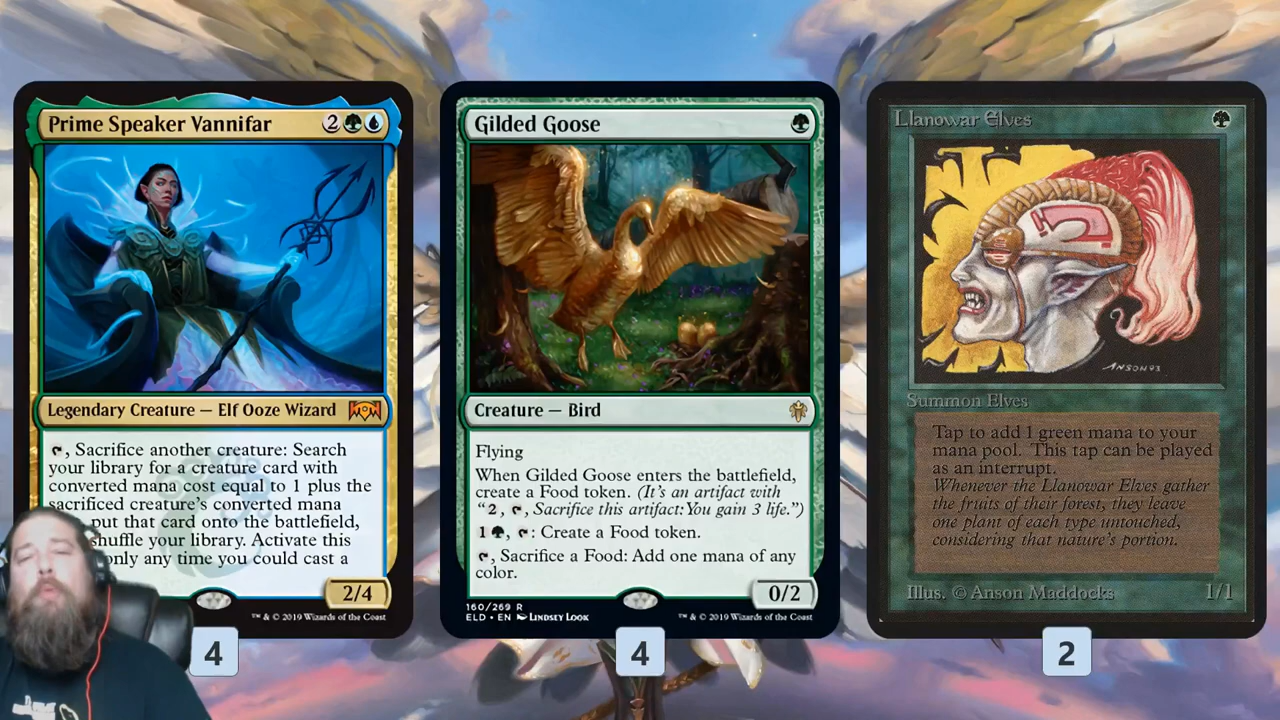 Prime Speaker Vannifar
2
Legendary Creature — Elf Ooze Wizard
, Sacrifice another creature: Search
your library for a creature card with
converted mana cost equal to 1 plus the
sacrificed creature's converted mana
put that card onto the battlefield,
shuffle your library. Activate this
only any time you could cast a
2/4
™ & © 2019 Wizards of the Coast
4
Gilded Goose
Creature — Bird
Flying
When Gilded Goose enters the battlefield,
create a Food token. (It's an artifact with
"2, , Sacrifice this artifact: You gain 3 life.")
1 , : Create a Food token.
, Sacrifice a Food: Add one mana of any
color.
0/2
160/269 R
ELD • EN LINDSEY LOOK
™ & © 2019 Wizards of the Coast
4
Llanowar Elves
ANSON93
Summon Elves
Tap to add 1 green mana to your
mana pool. This tap can be played
as an interrupt.
Whenever the Llanowar Elves gather
the fruits of their forest, they leave
one plant of each type untouched,
considering that nature's portion.
Illus. © Anson Maddocks
1/1
2